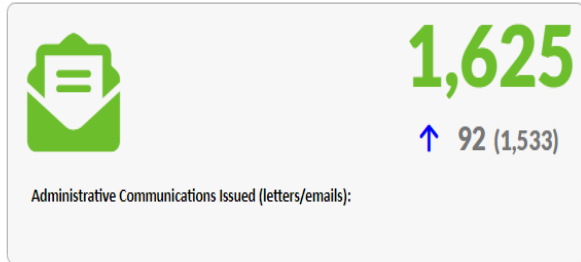 1,625
↑ 92 (1,533)
Administrative Communications Issued (letters/emails):